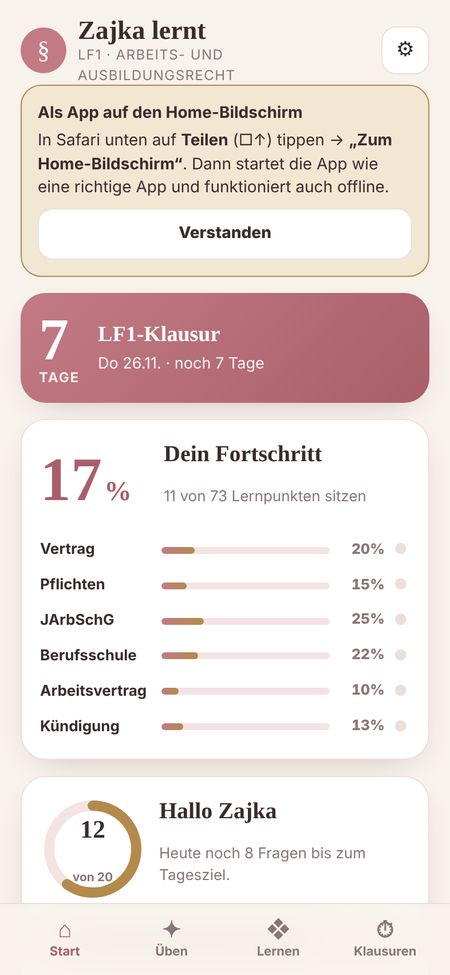 §
Zajka lernt
LF1 · ARBEITS- UND
AUSBILDUNGSRECHT
Als App auf den Home-Bildschirm
In Safari unten auf Teilen (□↑) tippen → „Zum
Home-Bildschirm“. Dann startet die App wie
eine richtige App und funktioniert auch offline.
Verstanden
7
TAGE
LF1-Klausur
Do 26.11. · noch 7 Tage
17 %
Dein Fortschritt
11 von 73 Lernpunkten sitzen
Vertrag 20%
Pflichten 15%
JArbSchG 25%
Berufsschule 22%
Arbeitsvertrag 10%
Kündigung 13%
12
von 20
Hallo Zajka
Heute noch 8 Fragen bis zum
Tagesziel.
Start Üben Lernen Klausuren